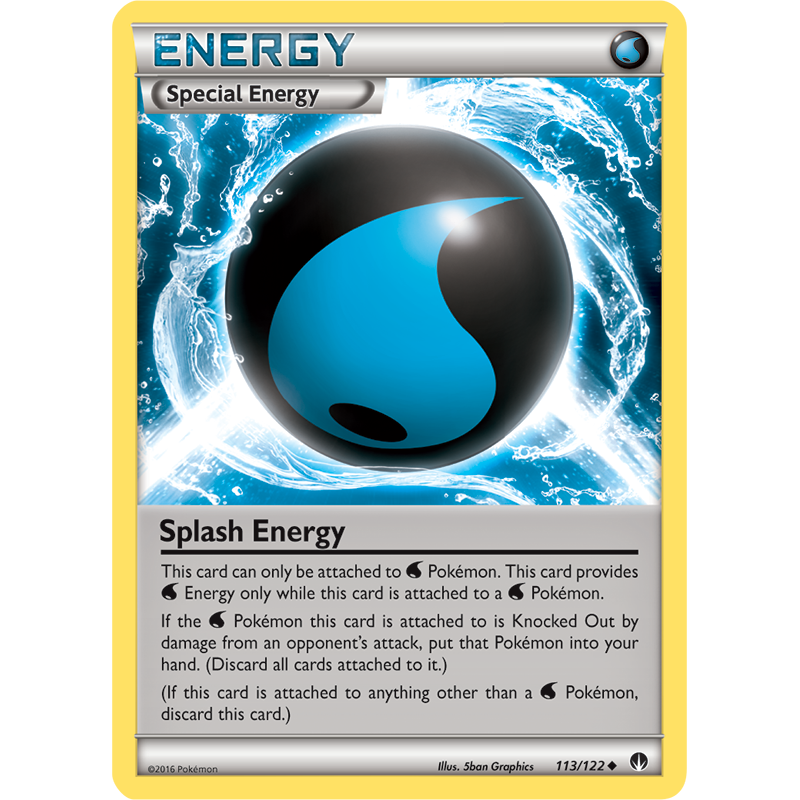 ENERGY
Special Energy
Splash Energy
This card can only be attached to Pokémon. This card provides
Energy only while this card is attached to a Pokémon.
If the Pokémon this card is attached to is Knocked Out by
damage from an opponent's attack, put that Pokémon into your
hand. (Discard all cards attached to it.)
(If this card is attached to anything other than a Pokémon,
discard this card.)
©2016 Pokémon
Illus. 5ban Graphics 113/122